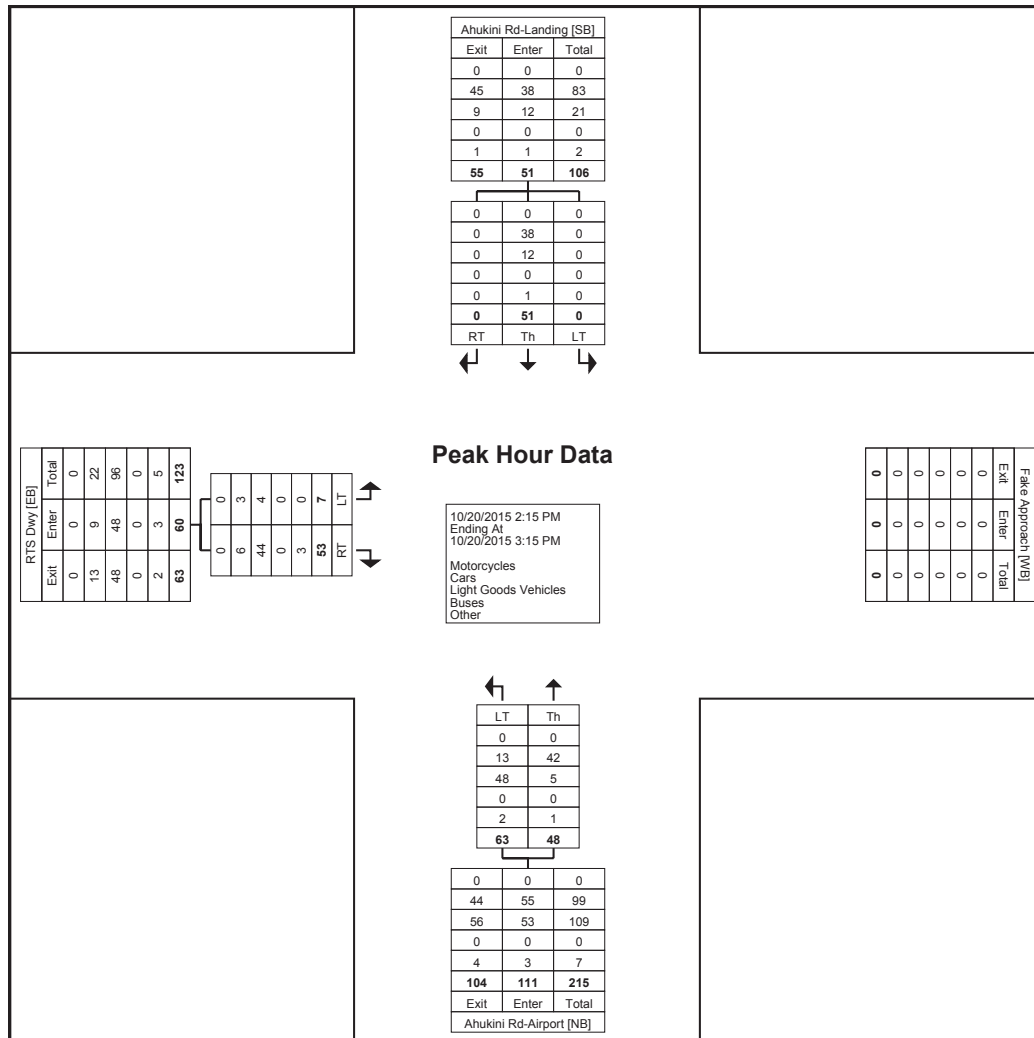 Ahukini Rd-Landing [SB]
Exit Enter Total
0 0 0
45 38 83
9 12 21
0 0 0
1 1 2
55 51 106
0 0 0
0 38 0
0 12 0
0 0 0
0 1 0
0 51 0
RT Th LT
Peak Hour Data
10/20/2015 2:15 PM
Ending At
10/20/2015 3:15 PM
Motorcycles
Cars
Light Goods Vehicles
Buses
Other
RTS Dwy [EB]
Exit Enter Total
0 0 0
13 9 22
48 48 96
0 0 0
2 3 5
63 60 123
0 0
6 3
44 4
0 0
3 0
53 7
RT LT
Fake Approach [WB]
Exit Enter Total
0 0 0
0 0 0
0 0 0
0 0 0
0 0 0
0 0 0
LT Th
0 0
13 42
48 5
0 0
2 1
63 48
0 0 0
44 55 99
56 53 109
0 0 0
4 3 7
104 111 215
Exit Enter Total
Ahukini Rd-Airport [NB]